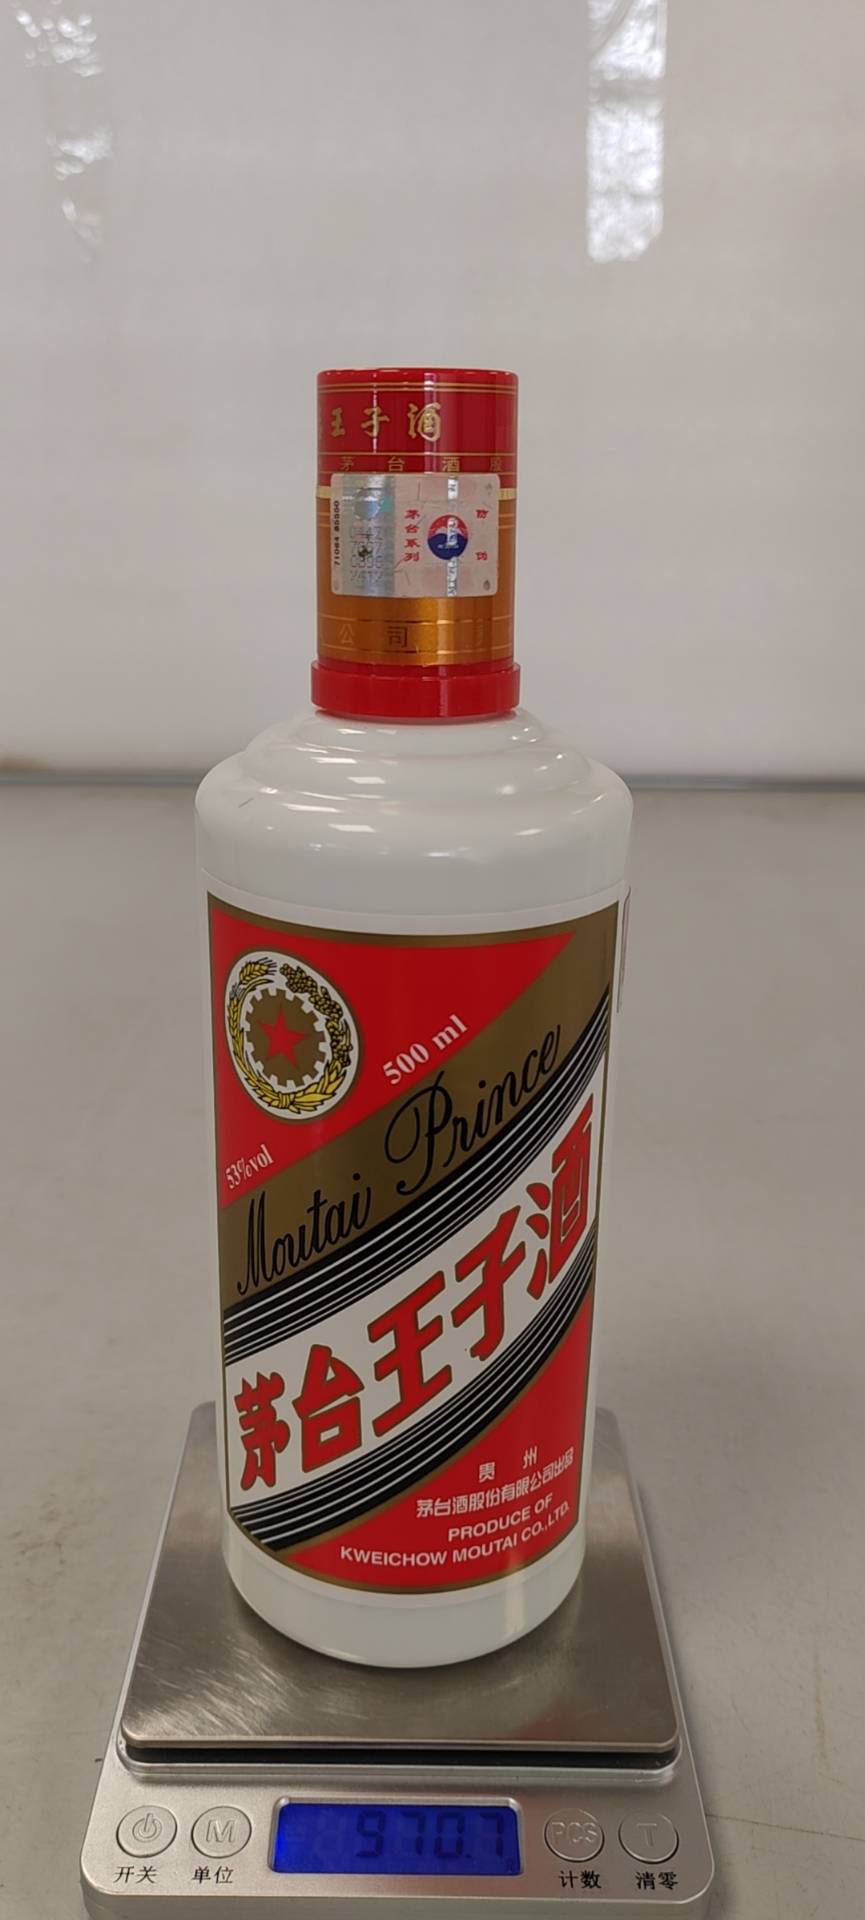 王子酒
茅台酒股
71084 85500
茅台系列
防伪
公司
500 ml
53%vol
Moutai Prince
茅台王子酒
贵州
茅台酒股份有限公司出品
PRODUCE OF
KWEICHOW MOUTAI CO.,LTD.
970.7
M
PCS
T
开关
单位
计数
清零